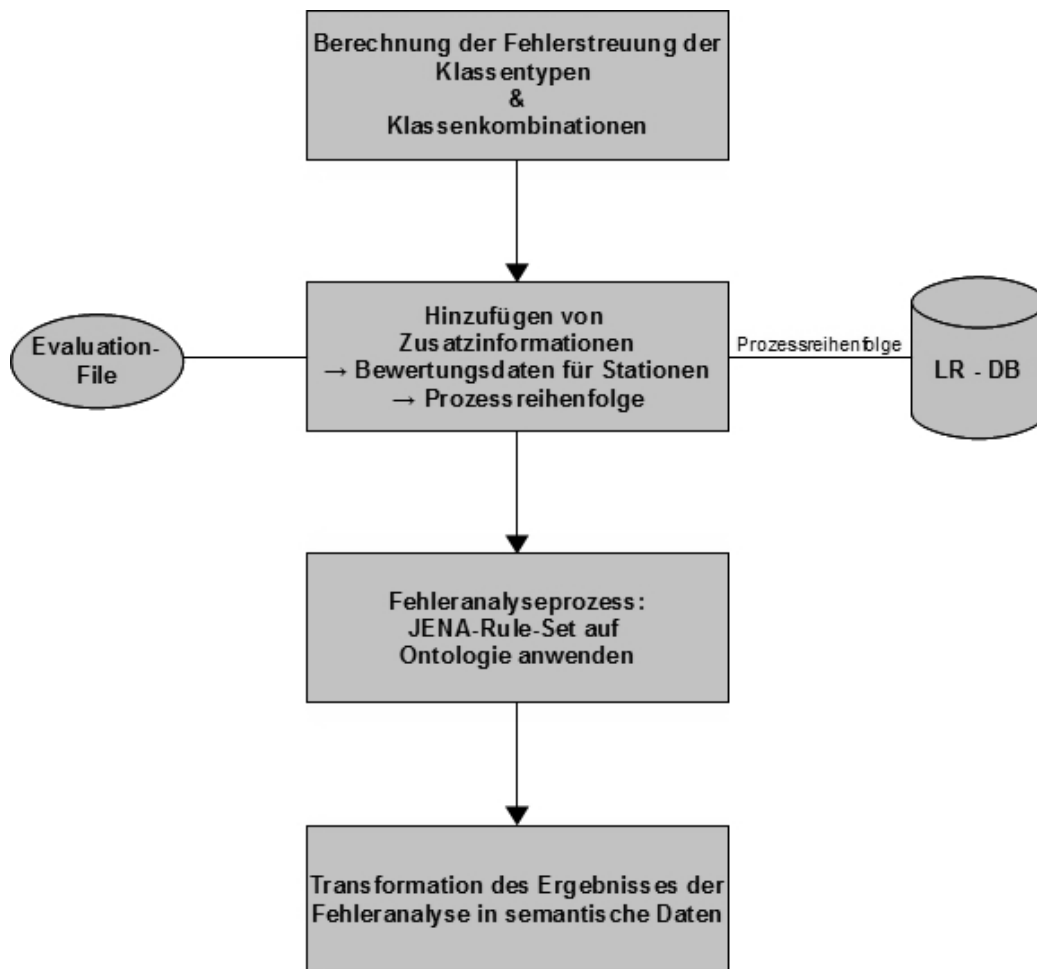 Berechnung der Fehlerstreuung der
Klassentypen
&
Klassenkombinationen
Hinzufügen von
Zusatzinformationen
→ Bewertungsdaten für Stationen
→ Prozessreihenfolge
Evaluation-
File
Prozessreihenfolge
LR - DB
Fehleranalyseprozess:
JENA-Rule-Set auf
Ontologie anwenden
Transformation des Ergebnisses der
Fehleranalyse in semantische Daten